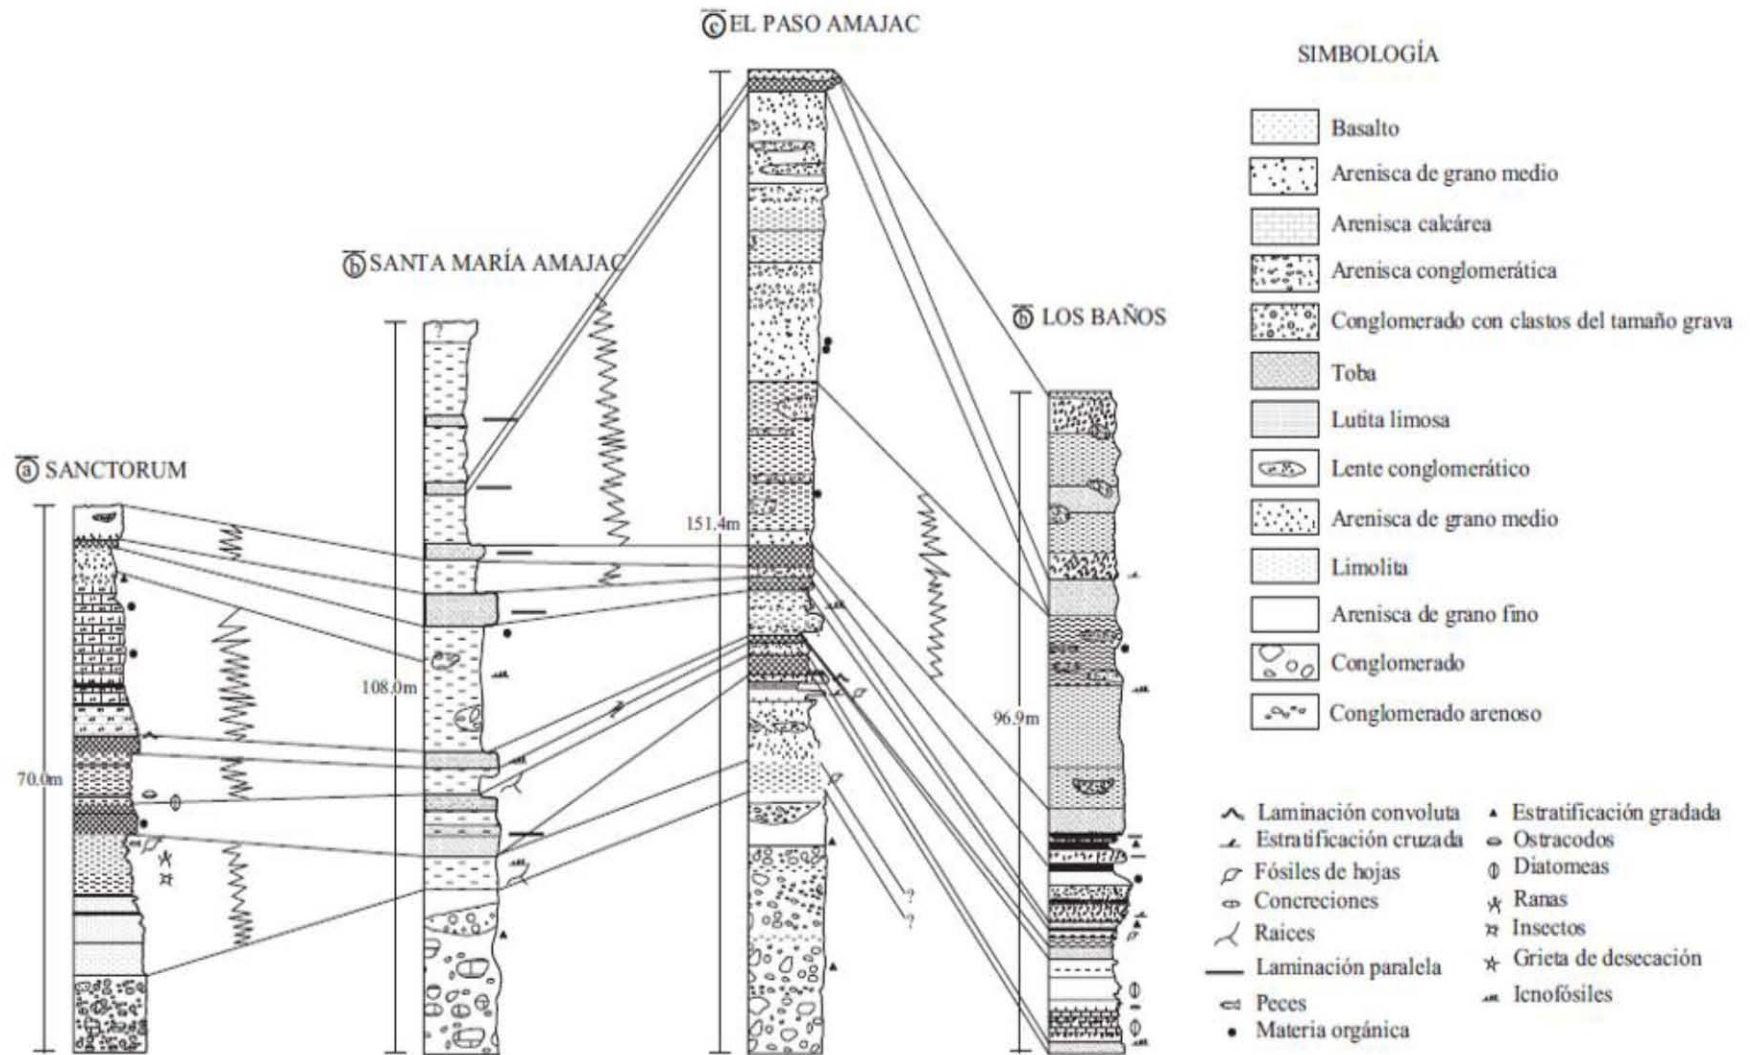 c EL PASO AMAJAC
SIMBOLOGÍA
Basalto
Arenisca de grano medio
Arenisca calcárea
b SANTA MARÍA AMAJAC
Arenisca conglomerática
b LOS BAÑOS
Conglomerado con clastos del tamaño grava
?
Toba
Lutita limosa
a SANCTORUM
Lente conglomerático
151.4m
Arenisca de grano medio
Limolita
Arenisca de grano fino
Conglomerado
108.0m
96.9m
Conglomerado arenoso
70.0m
Laminación convoluta
Estratificación gradada
Estratificación cruzada
Ostracodos
Fósiles de hojas
Diatomeas
?
Concreciones
Ranas
?
Raices
Insectos
Laminación paralela
Grieta de desecación
Peces
Icnofósiles
Materia orgánica